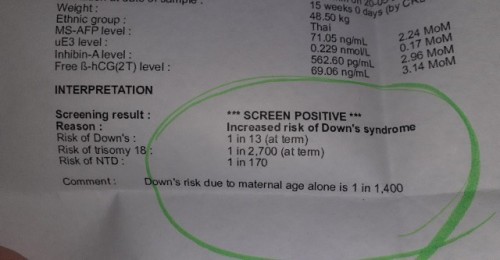 Weight : 15 weeks 0 days (by
Ethnic group : 48.50 kg
MS-AFP level : Thai
uE3 level : 71.05 ng/mL 2.24 MoM
Inhibin-A level : 0.229 nmol/L 0.17 MoM
Free ß-hCG(2T) level : 562.60 pg/mL 2.96 MoM
69.06 ng/mL 3.14 MoM
INTERPRETATION
Screening result : *** SCREEN POSITIVE ***
Reason : Increased risk of Down's syndrome
Risk of Down's : 1 in 13 (at term)
Risk of trisomy 18 : 1 in 2,700 (at term)
Risk of NTD : 1 in 170
Comment : Down's risk due to maternal age alone is 1 in 1,400